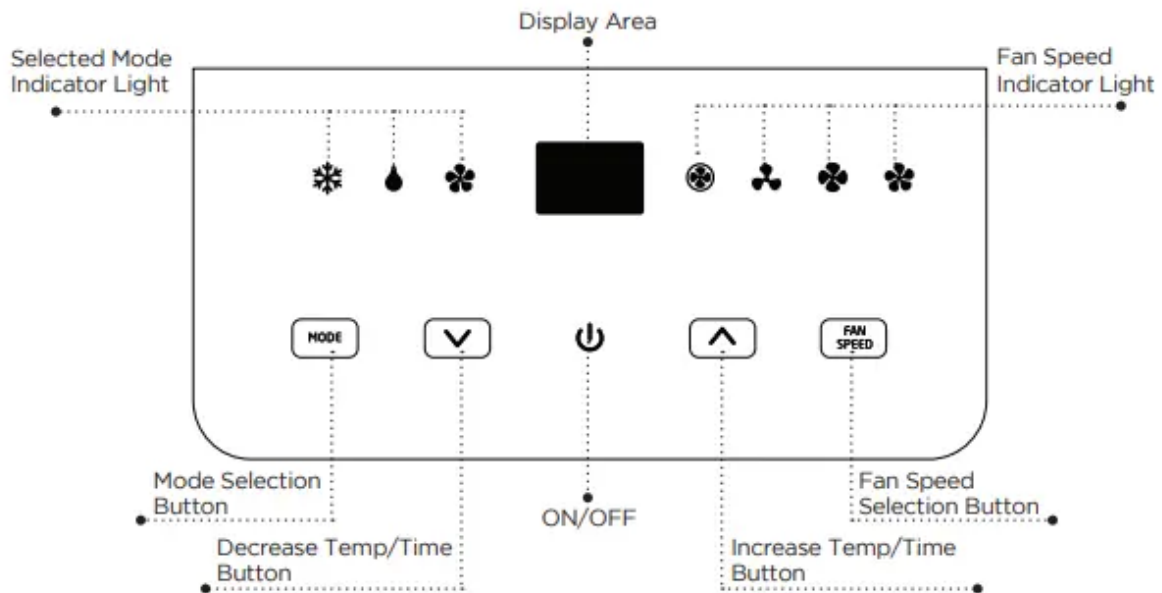 Display Area
Selected Mode
Indicator Light
Fan Speed
Indicator Light
MODE
FAN
SPEED
Mode Selection
Button
ON/OFF
Fan Speed
Selection Button
Decrease Temp/Time
Button
Increase Temp/Time
Button